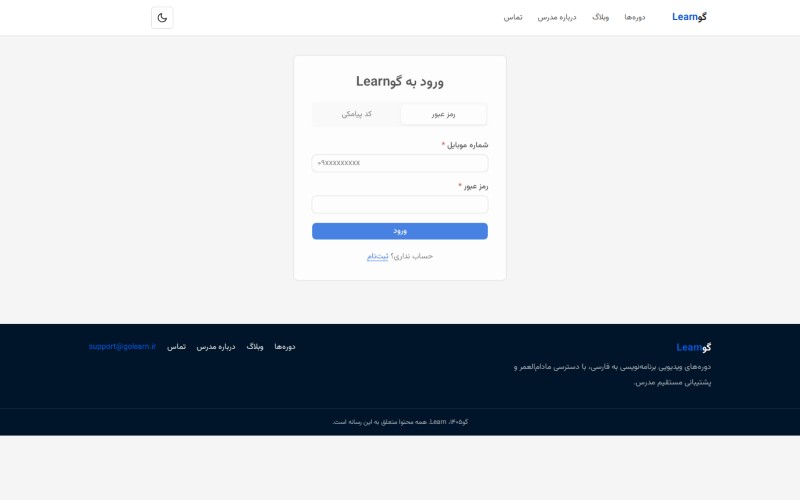 گوLearn
دوره‌ها
وبلاگ
درباره مدرس
تماس
ورود به گوLearn
رمز عبور
کد پیامکی
شماره موبایل *
۰۹xxxxxxxxx
رمز عبور *
ورود
حساب نداری؟ ثبت‌نام
گوLearn
دوره‌های ویدیویی برنامه‌نویسی به فارسی، با دسترسی مادام‌العمر و
پشتیبانی مستقیم مدرس.
دوره‌ها
وبلاگ
درباره مدرس
تماس
support@golearn.ir
گوLearn ،۱۴۰۵. همه محتوا متعلق به این رسانه است.